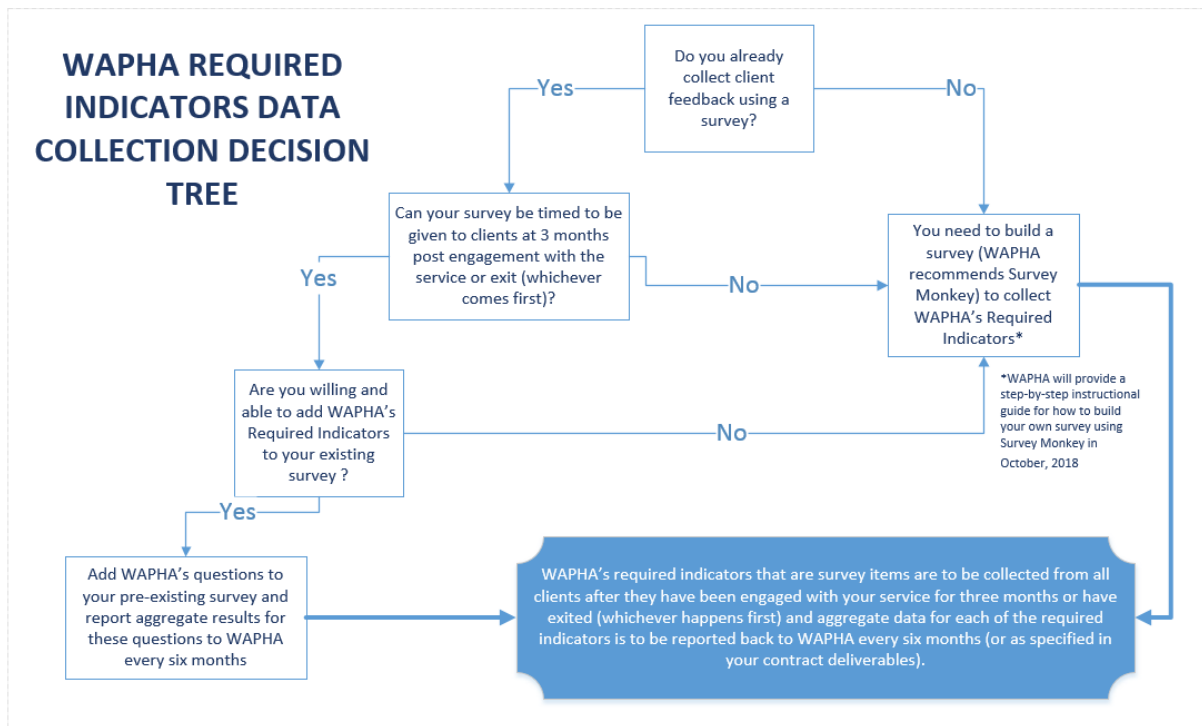 WAPHA REQUIRED
INDICATORS DATA
COLLECTION DECISION
TREE
Do you already
collect client
feedback using a
survey?
Yes
No
Can your survey be timed to be
given to clients at 3 months
post engagement with the
service or exit (whichever
comes first)?
Yes
No
You need to build a
survey (WAPHA
recommends Survey
Monkey) to collect
WAPHA’s Required
Indicators*
*WAPHA will provide a
step-by-step instructional
guide for how to build
your own survey using
Survey Monkey in
October, 2018
Are you willing and
able to add WAPHA’s
Required Indicators
to your existing
survey ?
No
Yes
Add WAPHA’s questions to
your pre-existing survey and
report aggregate results for
these questions to WAPHA
every six months
WAPHA’s required indicators that are survey items are to be collected from all
clients after they have been engaged with your service for three months or have
exited (whichever happens first) and aggregate data for each of the required
indicators is to be reported back to WAPHA every six months (or as specified in
your contract deliverables).